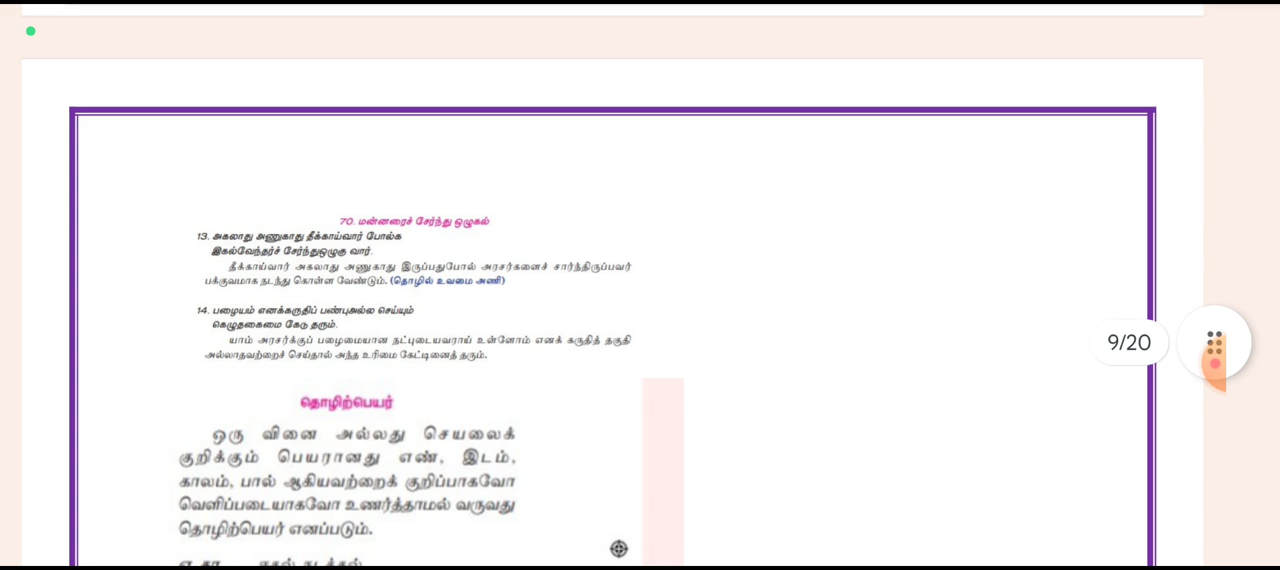 70. மன்னரைச் சேர்ந்து ஒழுகல்
13. அகலாது அணுகாது தீக்காய்வார் போல்க
இகல்வேந்தர்ச் சேர்ந்துஒழுகு வார்.
தீக்காய்வார் அகலாது அணுகாது இருப்பதுபோல் அரசர்களைச் சார்ந்திருப்பவர்
பக்குவமாக நடந்து கொள்ள வேண்டும். (தொழில் உவமை அணி)
14. பழையம் எனக்கருதிப் பண்புஅல்ல செய்யும்
கெழுதகைமை கேடு தரும்.
யாம் அரசர்க்குப் பழைமையான நட்புடையவராய் உள்ளோம் எனக் கருதித் தகுதி
அல்லாதவற்றைச் செய்தால் அந்த உரிமை கேட்டினைத் தரும்.
9/20
தொழிற்பெயர்
ஒரு வினை அல்லது செயலைக்
குறிக்கும் பெயரானது எண், இடம்,
காலம், பால் ஆகியவற்றைக் குறிப்பாகவோ
வெளிப்படையாகவோ உணர்த்தாமல் வருவது
தொழிற்பெயர் எனப்படும்.